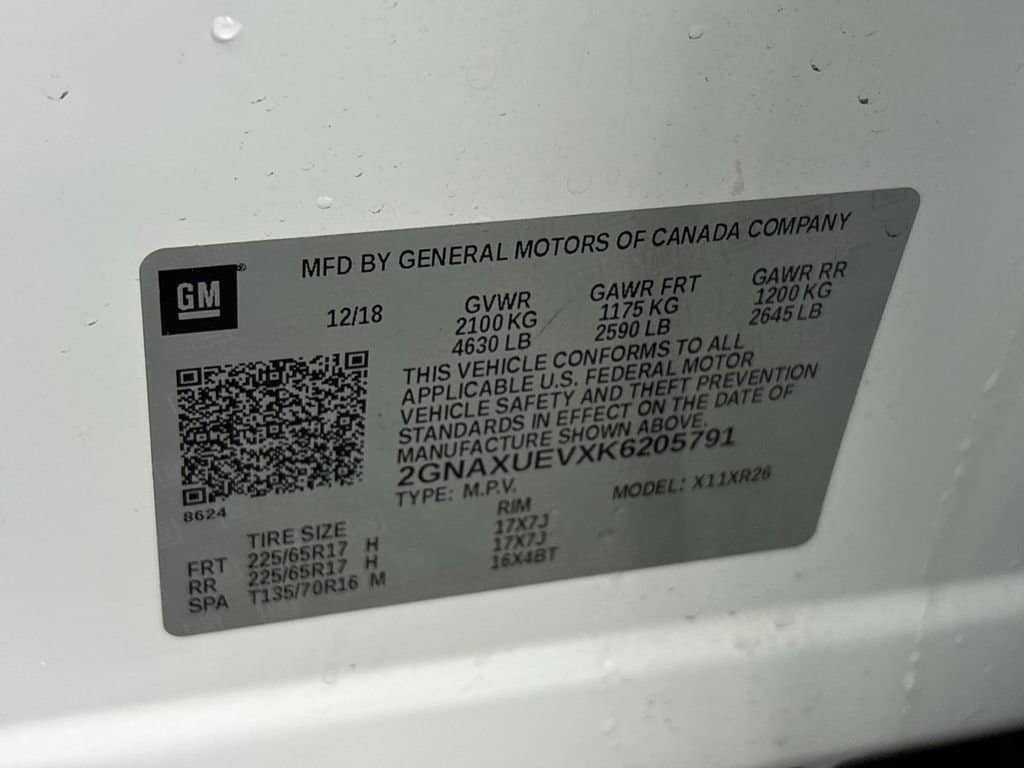 MFD BY GENERAL MOTORS OF CANADA COMPANY
GM
12/18
GVWR
2100 KG
4630 LB
GAWR FRT
1175 KG
2590 LB
GAWR RR
1200 KG
2645 LB
THIS VEHICLE CONFORMS TO ALL
APPLICABLE U.S. FEDERAL MOTOR
VEHICLE SAFETY AND THEFT PREVENTION
STANDARDS IN EFFECT ON THE DATE OF
MANUFACTURE SHOWN ABOVE.
2GNAXUEVXK6205791
TYPE: M.P.V. MODEL: X11XR26
8624
TIRE SIZE RIM
FRT 225/65R17 H 17X7J
RR 225/65R17 H 17X7J
SPA T135/70R16 M 16X4BT